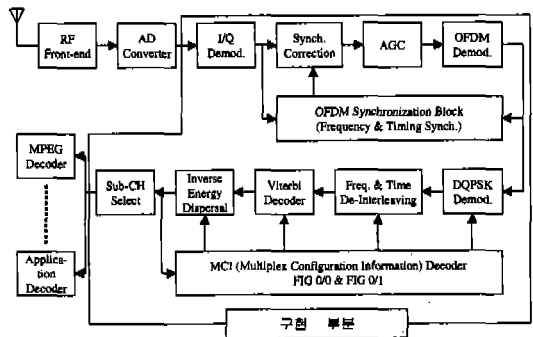 RF
Front-end
AD
Converter
I/Q
Demod.
Synch.
Correction
AGC
OFDM
Demod.
OFDM Synchronization Block
(Frequency & Timing Synch.)
MPEG
Decoder
Sub-CH
Select
Inverse
Energy
Dispersal
Viterbi
Decoder
Freq. & Time
De-Interleaving
DQPSK
Demod.
Applica-
tion
Decoder
MCI (Multiplex Configuration Information) Decoder
FIG 0/0 & FIG 0/1
구현 부분